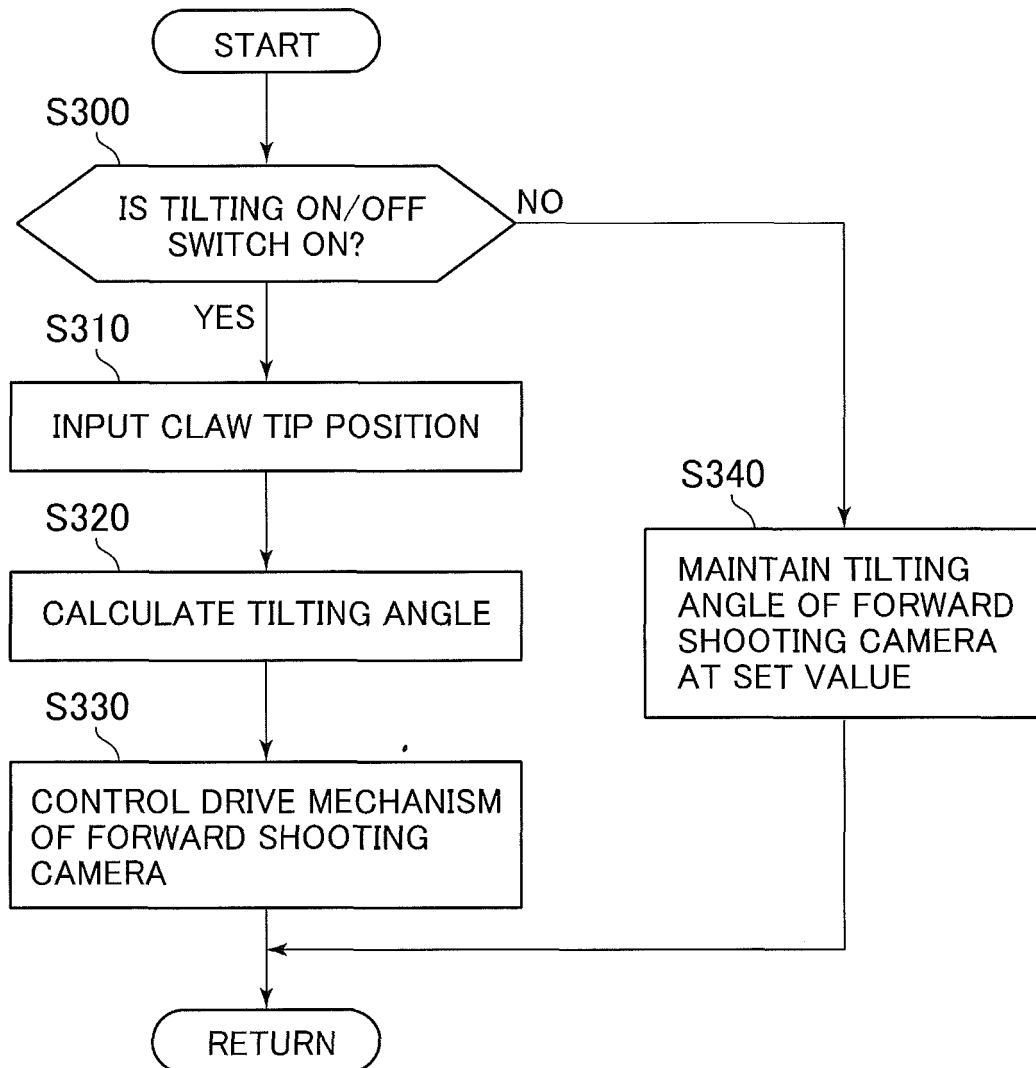 START
S300
IS TILTING ON/OFF
SWITCH ON?
NO
YES
S310
INPUT CLAW TIP POSITION
S320
CALCULATE TILTING ANGLE
S330
CONTROL DRIVE MECHANISM
OF FORWARD SHOOTING
CAMERA
S340
MAINTAIN TILTING
ANGLE OF FORWARD
SHOOTING CAMERA
AT SET VALUE
RETURN